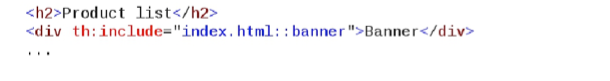 <h2>Product list</h2>
<div th:include="index.html::banner">Banner</div>
...